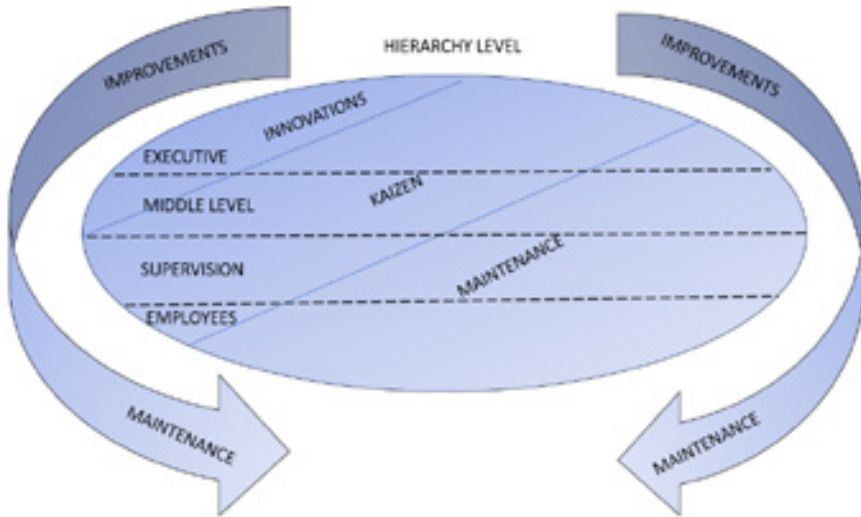 HIERARCHY LEVEL
IMPROVEMENTS
IMPROVEMENTS
INNOVATIONS
EXECUTIVE
MIDDLE LEVEL
KAIZEN
SUPERVISION
MAINTENANCE
EMPLOYEES
MAINTENANCE
MAINTENANCE